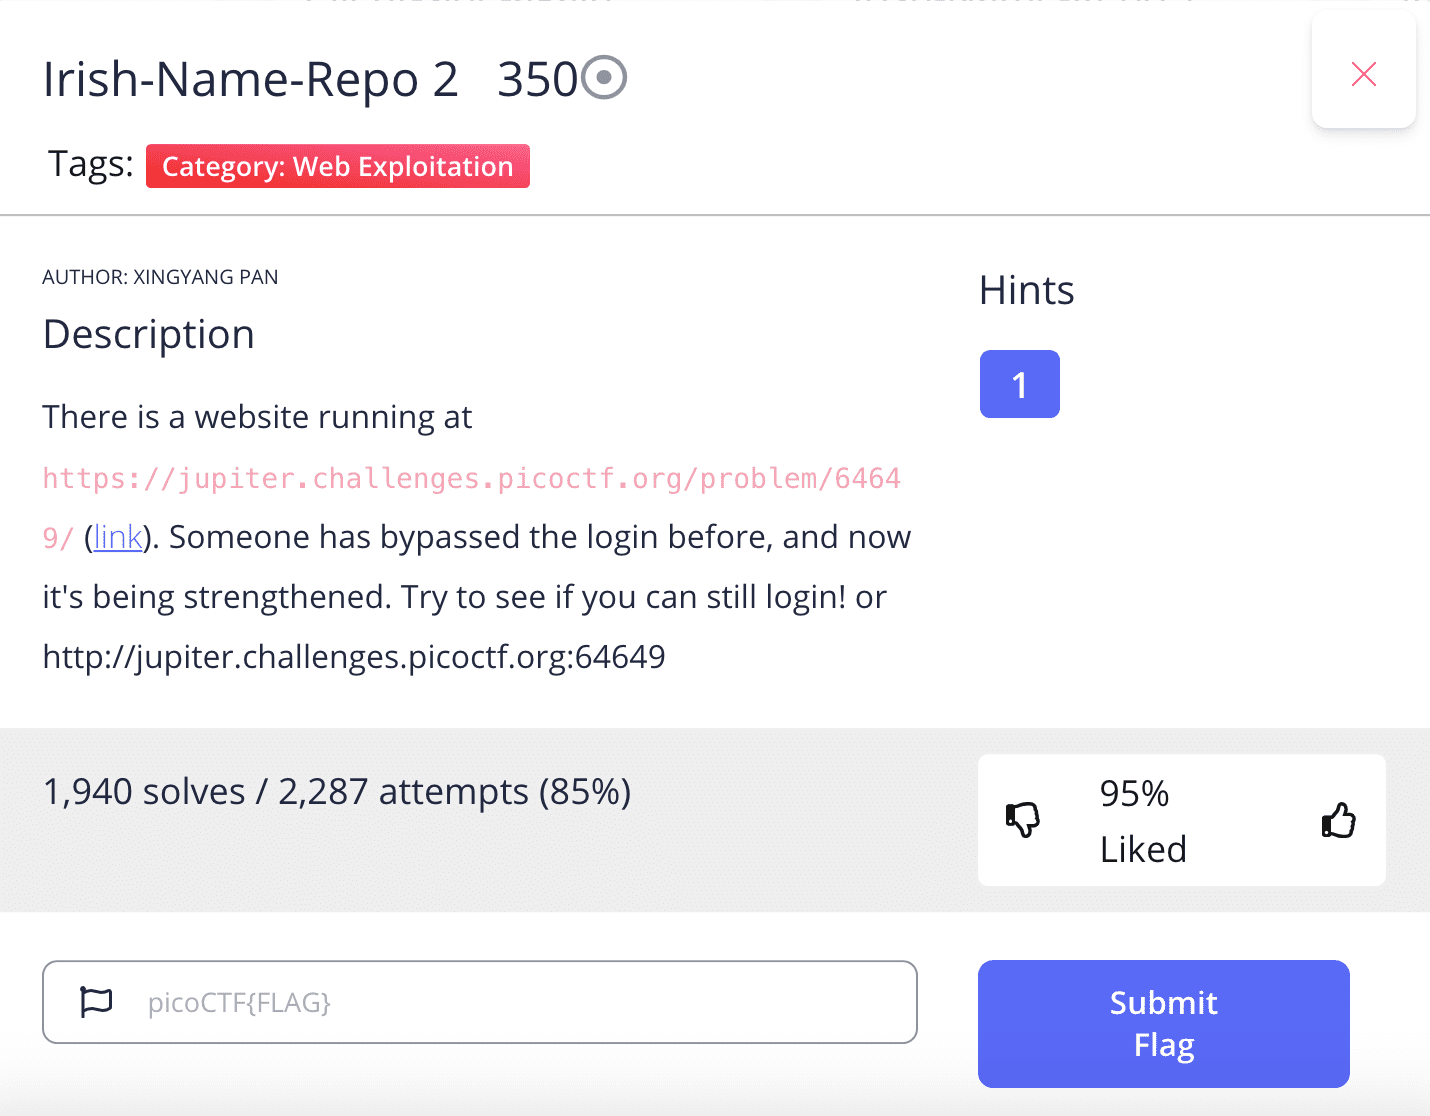 Irish-Name-Repo 2 350
Tags: Category: Web Exploitation
AUTHOR: XINGYANG PAN
Description
There is a website running at
https://jupiter.challenges.picoctf.org/problem/6464
9/ (link). Someone has bypassed the login before, and now
it's being strengthened. Try to see if you can still login! or
http://jupiter.challenges.picoctf.org:64649
Hints
1
1,940 solves / 2,287 attempts (85%)
95%
Liked
picoCTF{FLAG}
Submit
Flag